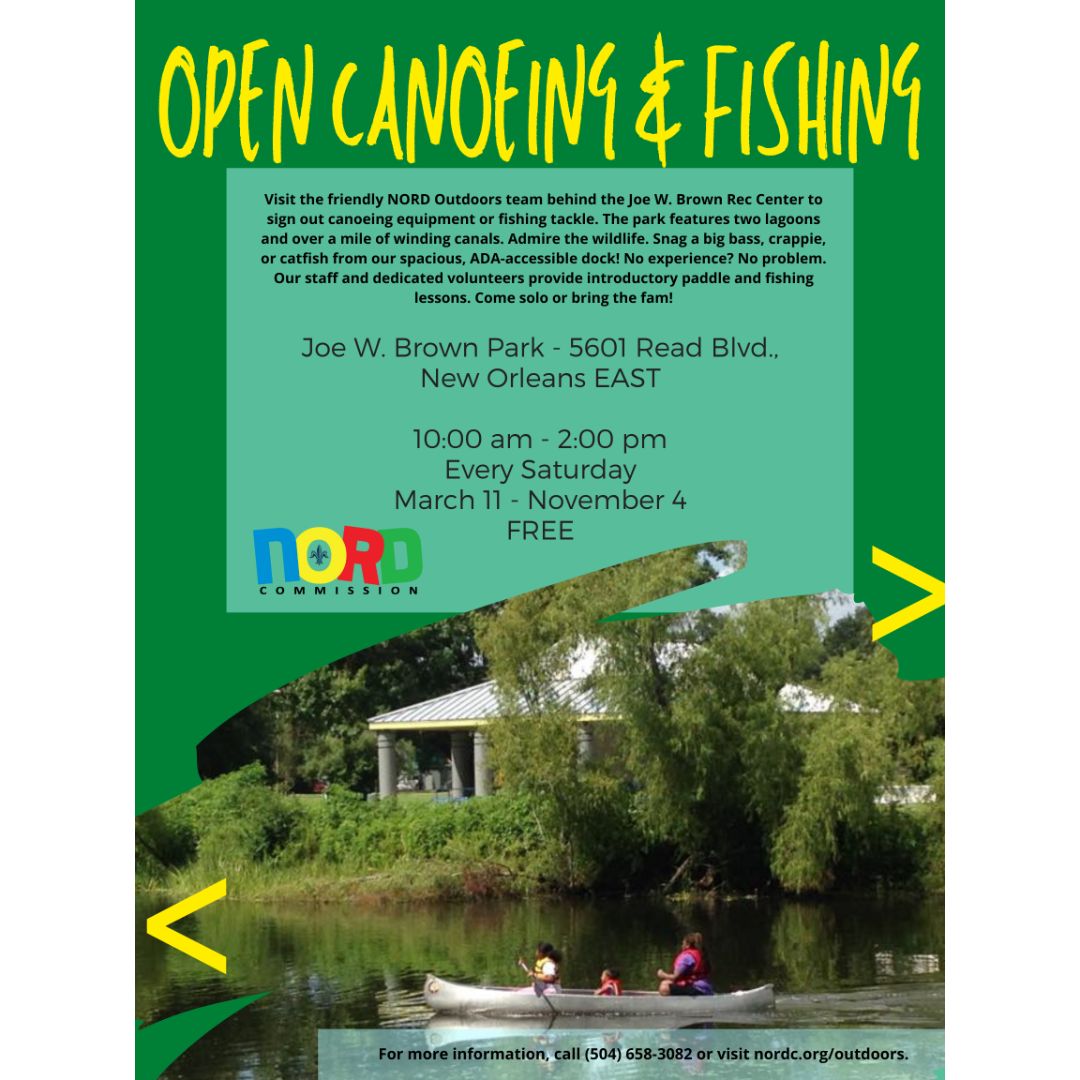 OPEN CANOEING & FISHING
Visit the friendly NORD Outdoors team behind the Joe W. Brown Rec Center to
sign out canoeing equipment or fishing tackle. The park features two lagoons
and over a mile of winding canals. Admire the wildlife. Snag a big bass, crappie,
or catfish from our spacious, ADA-accessible dock! No experience? No problem.
Our staff and dedicated volunteers provide introductory paddle and fishing
lessons. Come solo or bring the fam!
Joe W. Brown Park - 5601 Read Blvd.,
New Orleans EAST
10:00 am - 2:00 pm
Every Saturday
March 11 - November 4
FREE
NORD
COMMISSION
For more information, call (504) 658-3082 or visit nordc.org/outdoors.